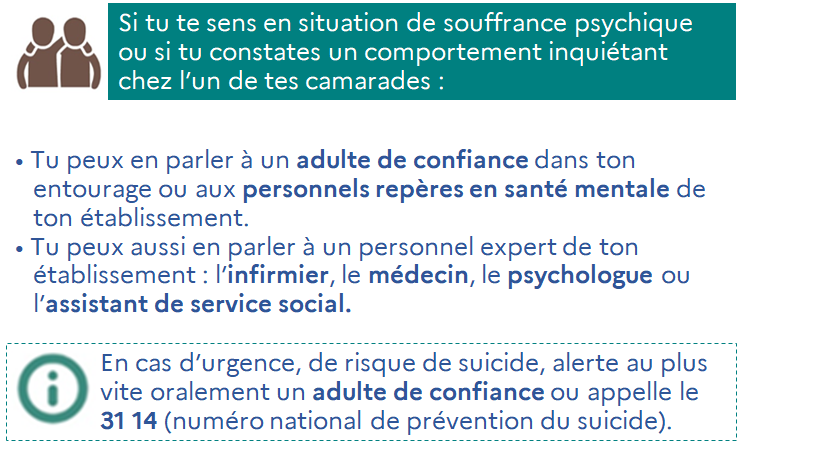 Si tu te sens en situation de souffrance psychique
ou si tu constates un comportement inquiétant
chez l'un de tes camarades :
• Tu peux en parler à un adulte de confiance dans ton
entourage ou aux personnels repères en santé mentale de
ton établissement.
• Tu peux aussi en parler à un personnel expert de ton
établissement : l'infirmier, le médecin, le psychologue ou
l'assistant de service social.
En cas d'urgence, de risque de suicide, alerte au plus
vite oralement un adulte de confiance ou appelle le
31 14 (numéro national de prévention du suicide).